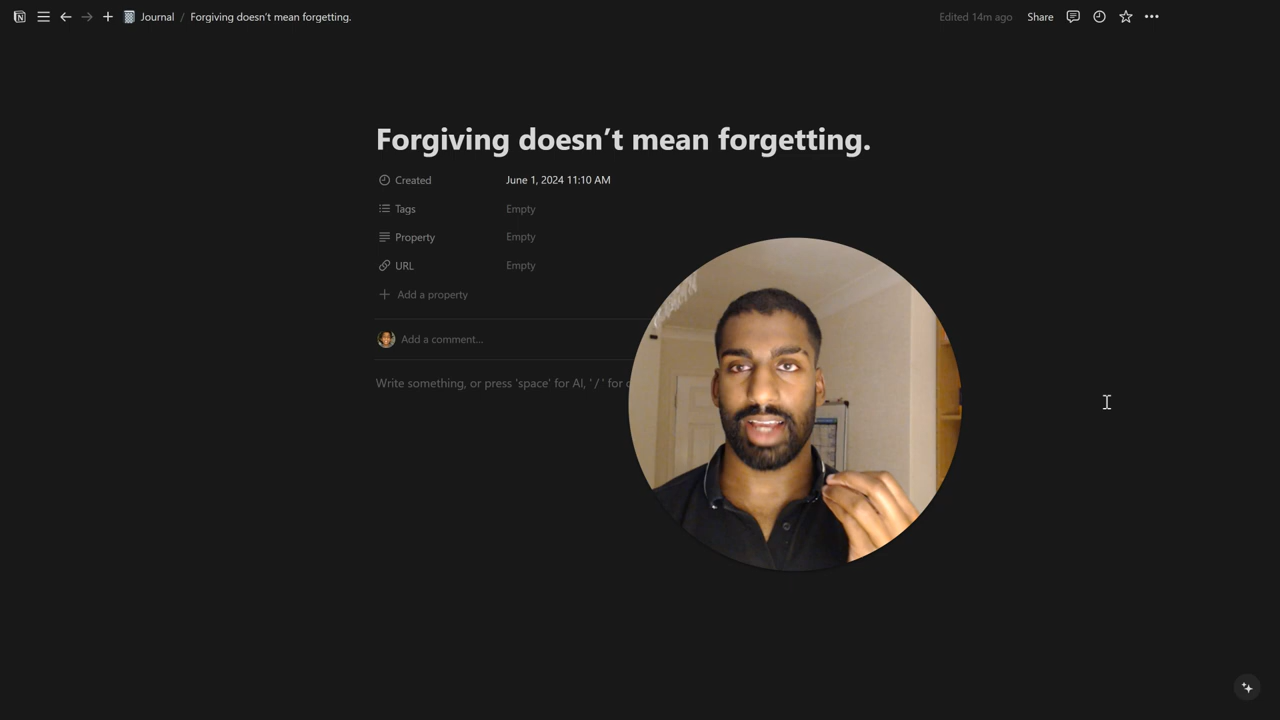 Journal / Forgiving doesn't mean forgetting.
Edited 14m ago Share
Forgiving doesn’t mean forgetting.
Created June 1, 2024 11:10 AM
Tags Empty
Property Empty
URL Empty
Add a property
Add a comment...
Write something, or press 'space' for AI, '/' for